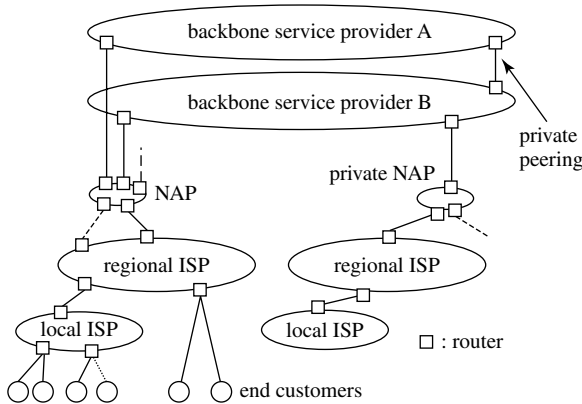 backbone service provider A
backbone service provider B
private
peering
NAP
private NAP
regional ISP
regional ISP
local ISP
local ISP
: router
end customers